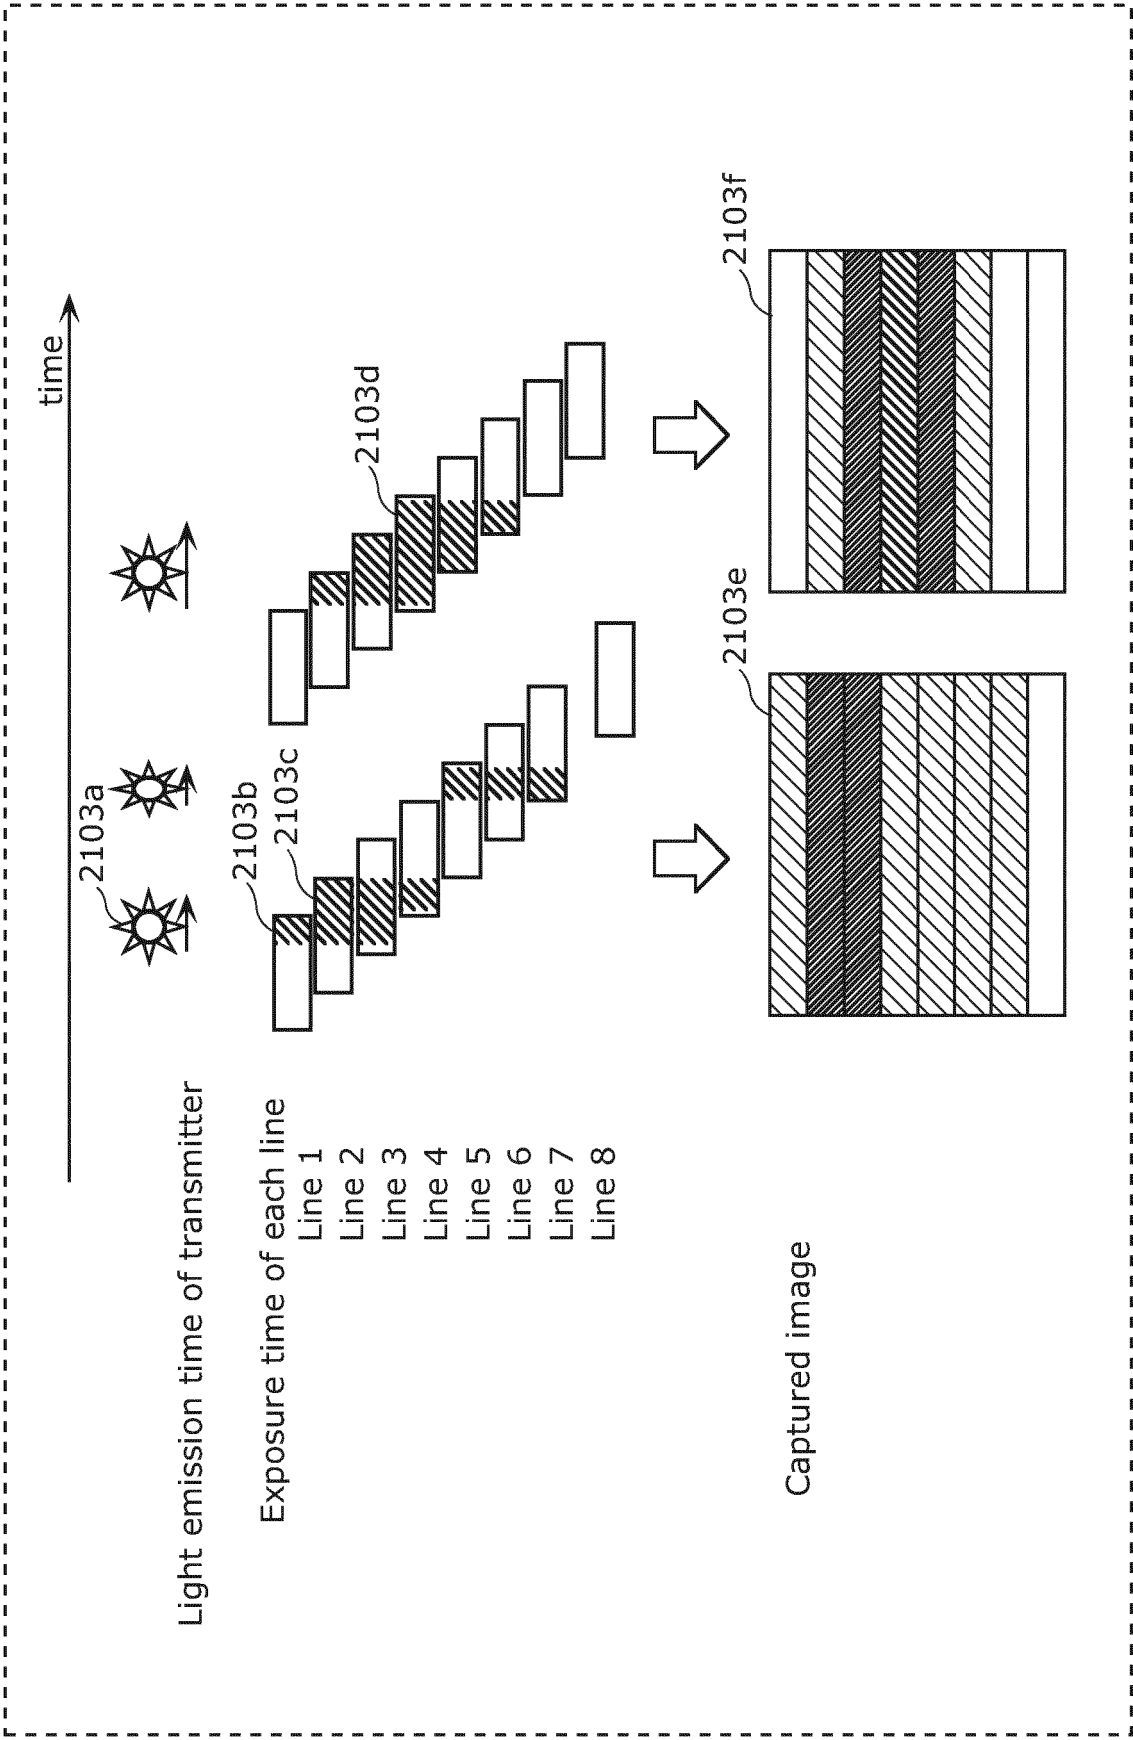 time
2103a
Light emission time of transmitter
2103b
2103c
2103d
Exposure time of each line
Line 1
Line 2
Line 3
Line 4
Line 5
Line 6
Line 7
Line 8
2103e
2103f
Captured image